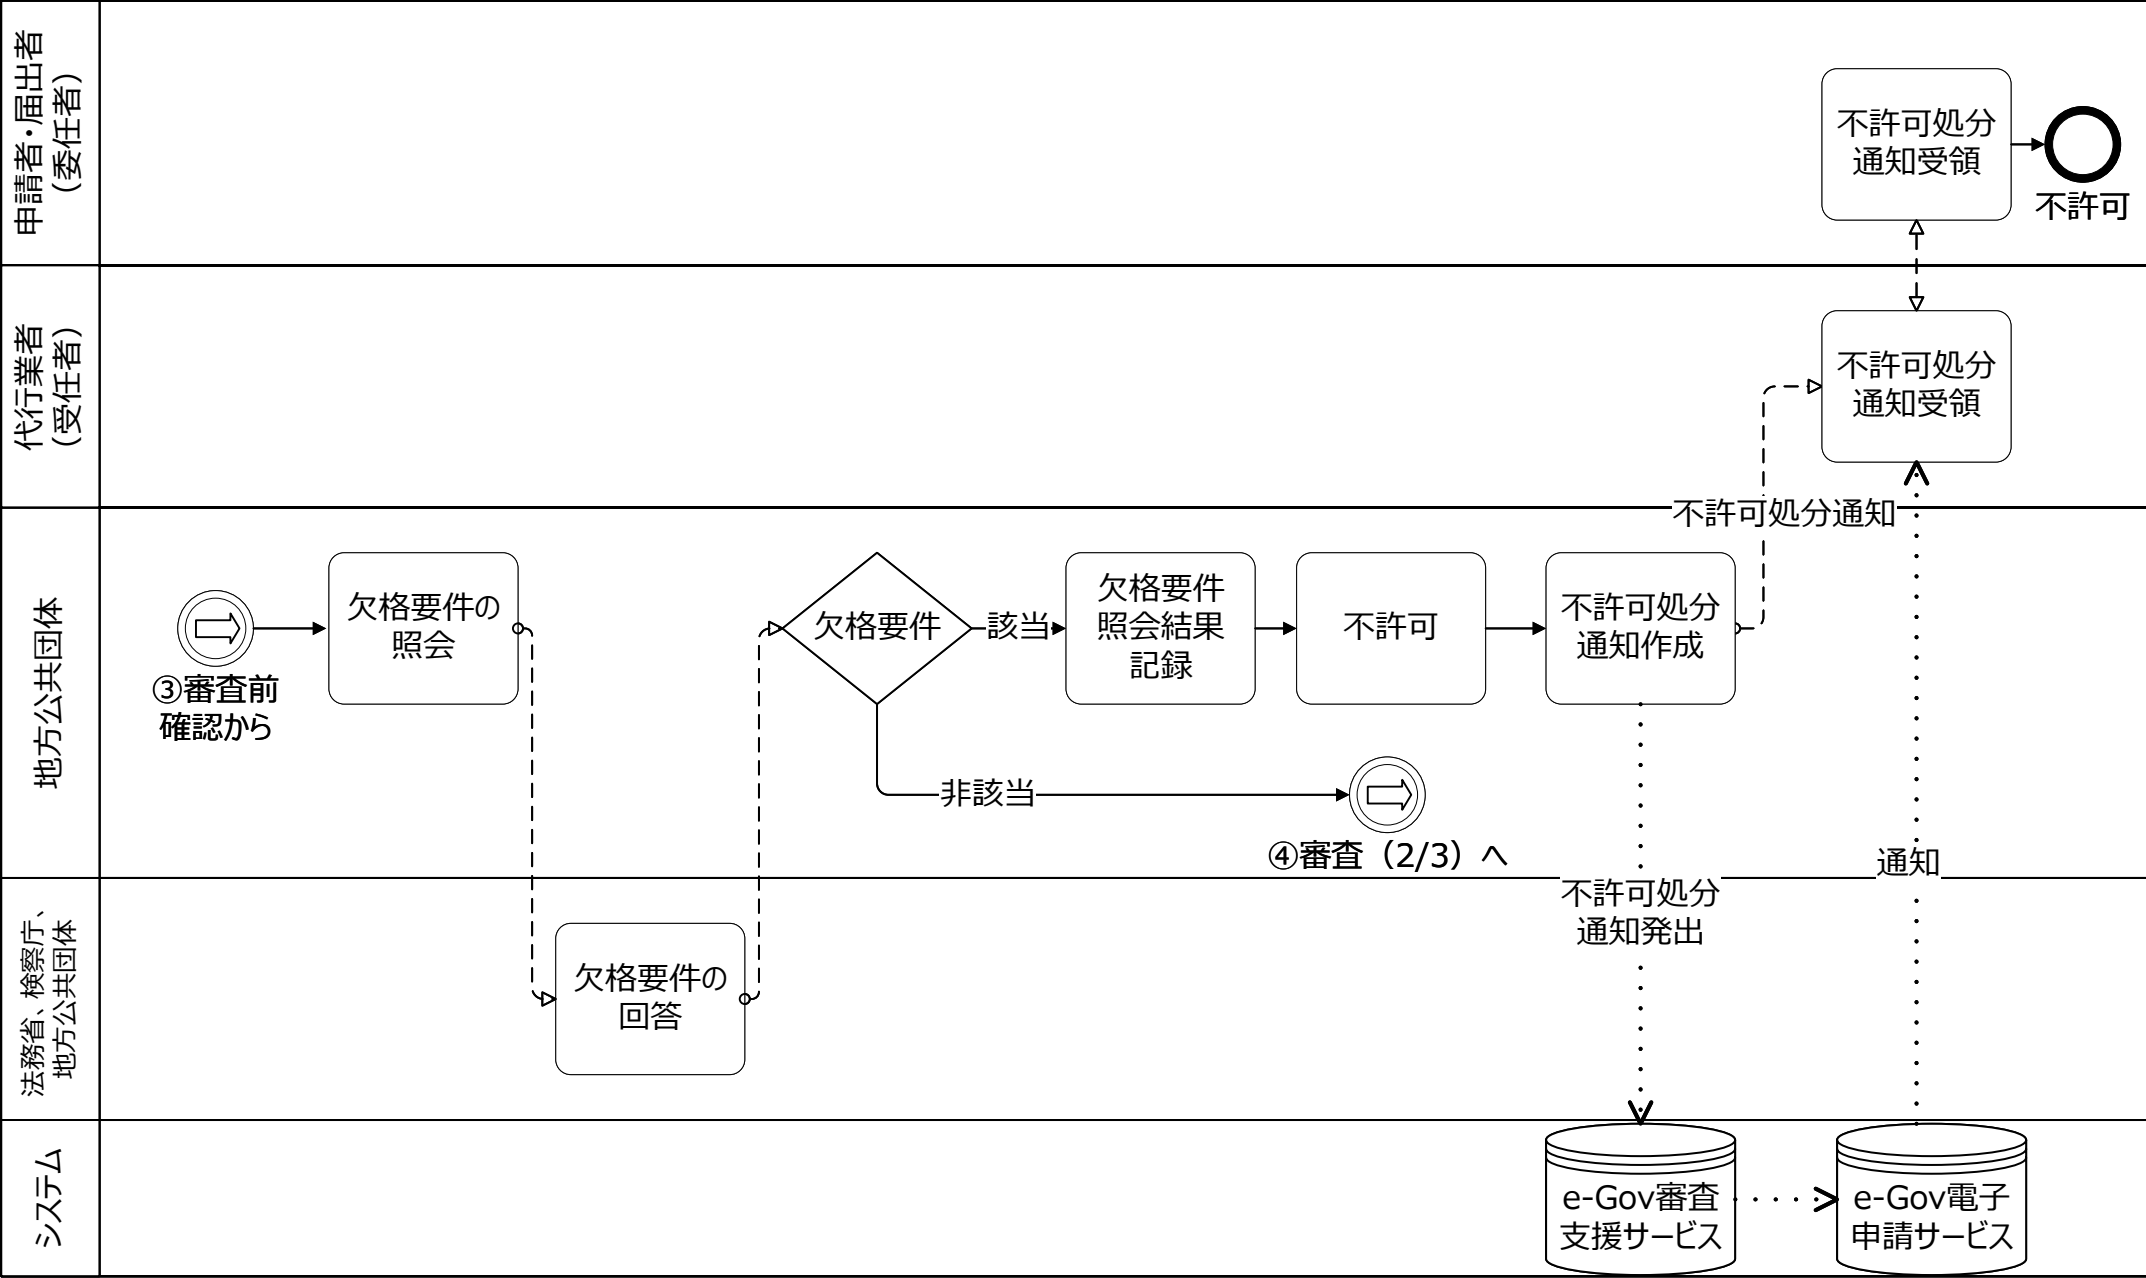 申請者・届出者
（委任者）
不許可処分
通知受領
不許可
代行業者
（受任者）
不許可処分
通知受領
不許可処分通知
地方公共団体
③審査前
確認から
欠格要件の
照会
欠格要件
該当
欠格要件
照会結果
記録
不許可
不許可処分
通知作成
非該当
④審査（2/3）へ
不許可処分
通知発出
通知
法務省、検察庁、
地方公共団体
欠格要件の
回答
システム
e-Gov審査
支援サービス
e-Gov電子
申請サービス